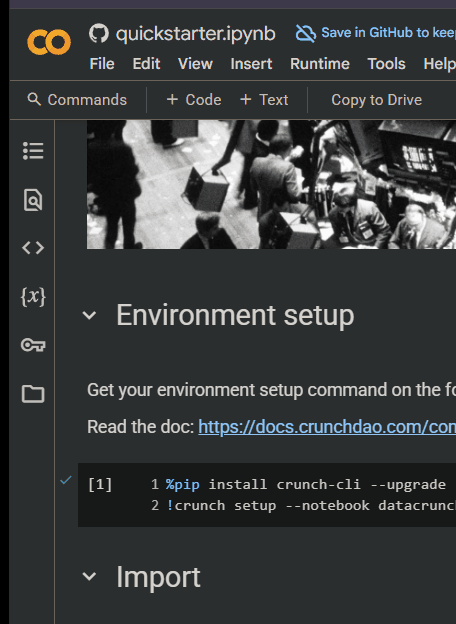 quickstarter.ipynb
Save in GitHub to keep
File Edit View Insert Runtime Tools Help
Commands + Code + Text Copy to Drive
{x}
Environment setup
Get your environment setup command on the fo
Read the doc: https://docs.crunchdao.com/con
[1] 1 %pip install crunch-cli --upgrade
2 !crunch setup --notebook datacrunch
Import